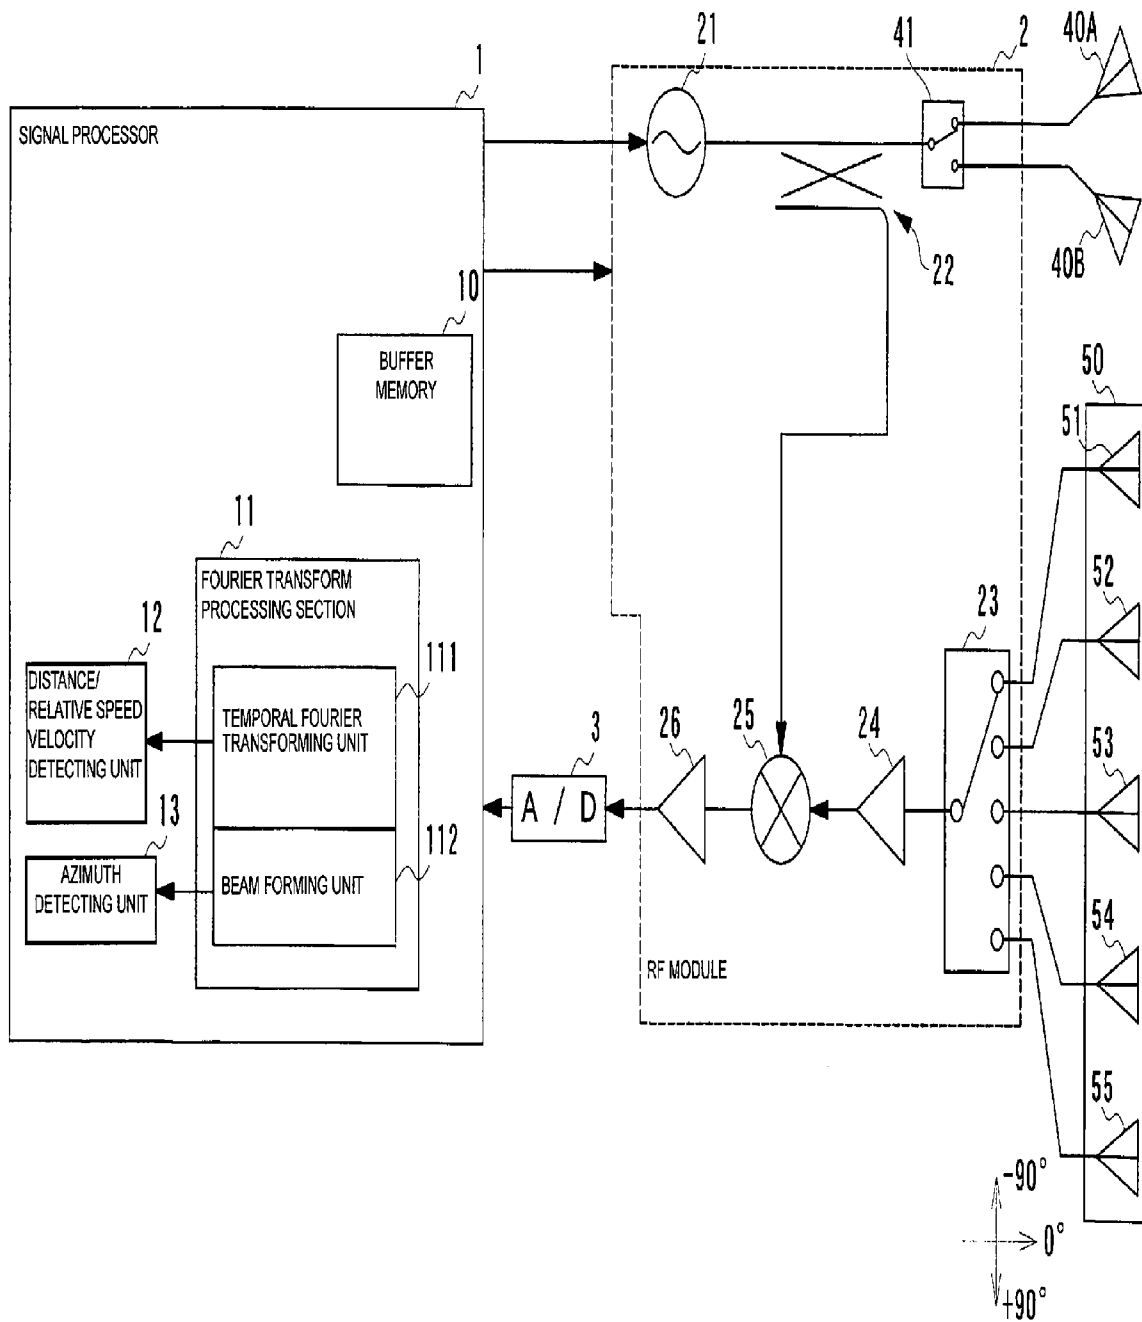 21
41
2
40A
1
SIGNAL PROCESSOR
40B
22
10
BUFFER
MEMORY
50
51
11
FOURIER TRANSFORM
PROCESSING SECTION
52
12
23
DISTANCE/
RELATIVE SPEED
VELOCITY
DETECTING UNIT
111
TEMPORAL FOURIER
TRANSFORMING UNIT
3
26
25
24
53
A / D
13
112
AZIMUTH
DETECTING UNIT
BEAM FORMING UNIT
54
RF MODULE
55
-90°
0°
+90°